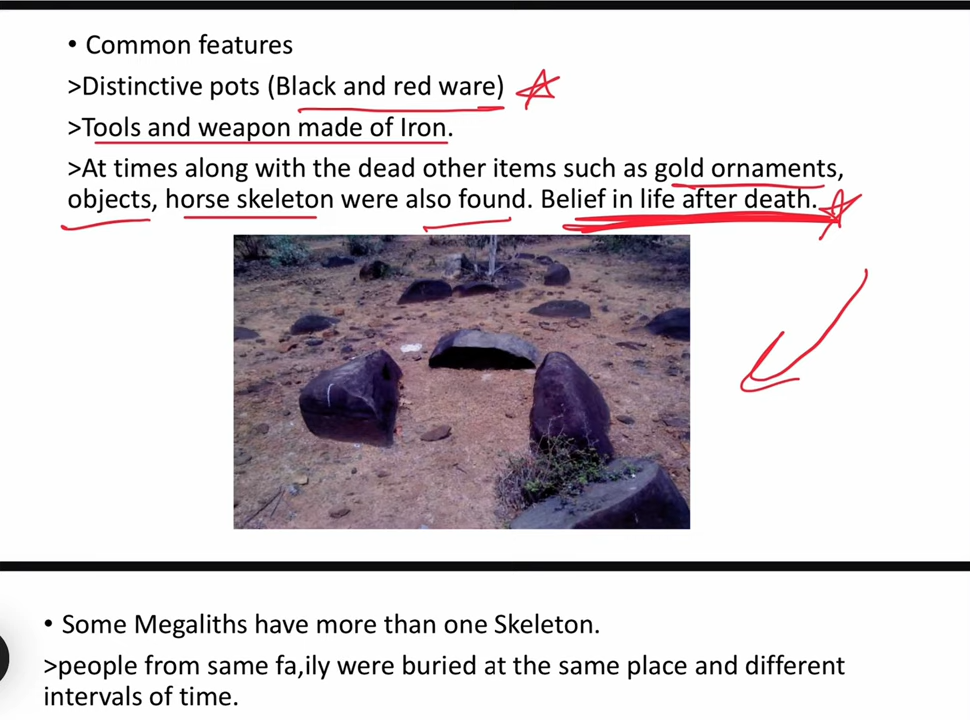 • Common features
>Distinctive pots (Black and red ware)
>Tools and weapon made of Iron.
>At times along with the dead other items such as gold ornaments,
objects, horse skeleton were also found. Belief in life after death.
• Some Megaliths have more than one Skeleton.
>people from same fa,ily were buried at the same place and different
intervals of time.